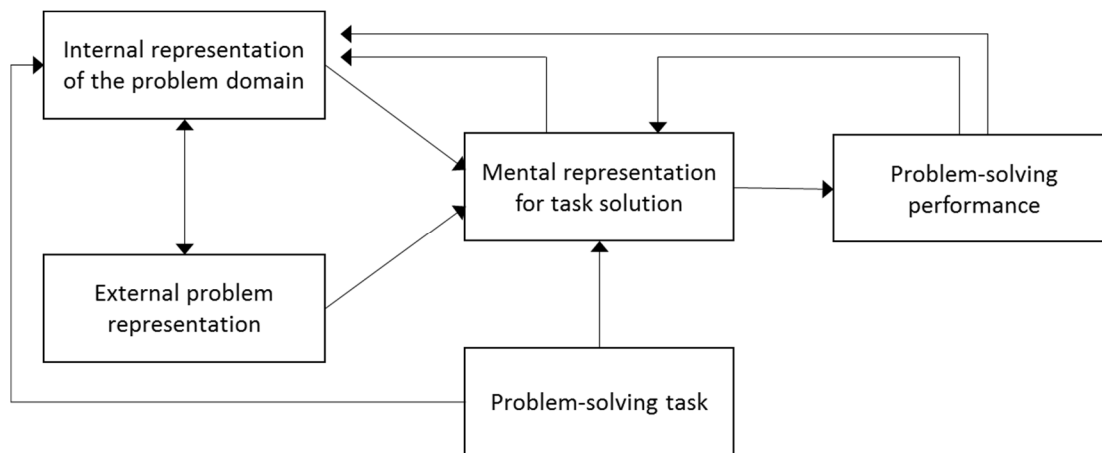 Internal representation
of the problem domain
Mental representation
for task solution
Problem-solving
performance
External problem
representation
Problem-solving task